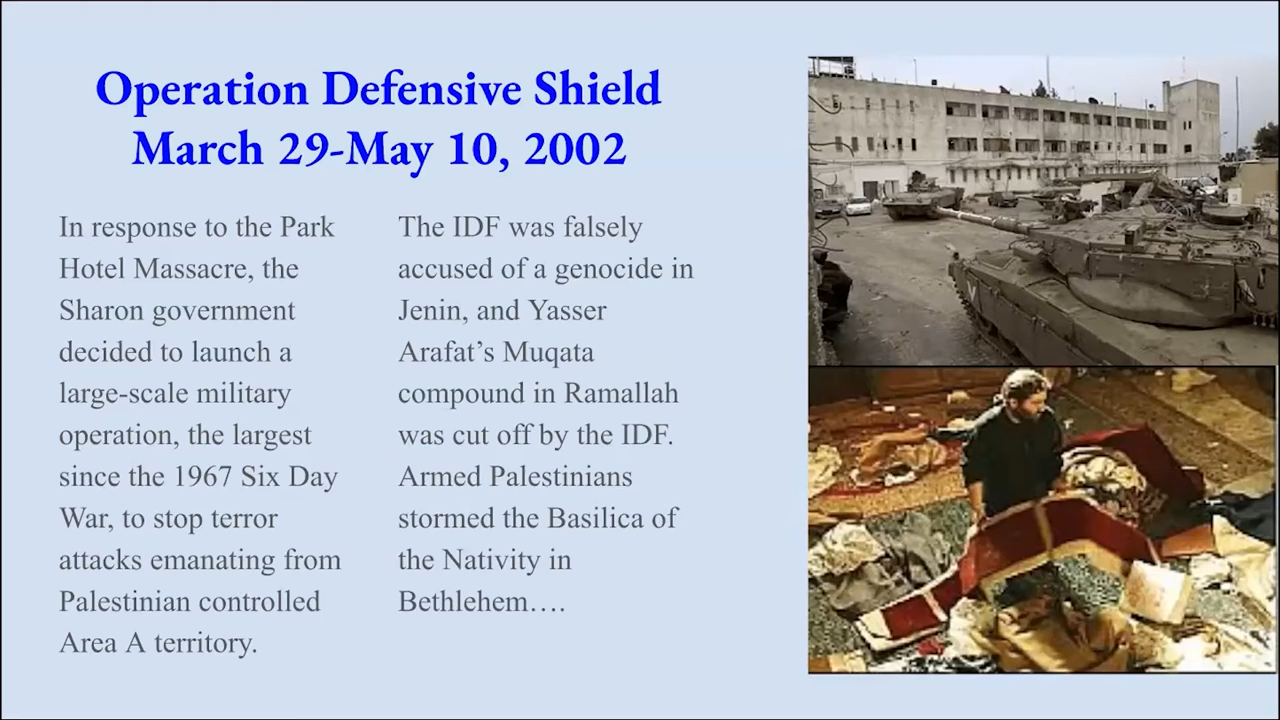 Operation Defensive Shield
March 29-May 10, 2002
In response to the Park
Hotel Massacre, the
Sharon government
decided to launch a
large-scale military
operation, the largest
since the 1967 Six Day
War, to stop terror
attacks emanating from
Palestinian controlled
Area A territory.
The IDF was falsely
accused of a genocide in
Jenin, and Yasser
Arafat’s Muqata
compound in Ramallah
was cut off by the IDF.
Armed Palestinians
stormed the Basilica of
the Nativity in
Bethlehem….